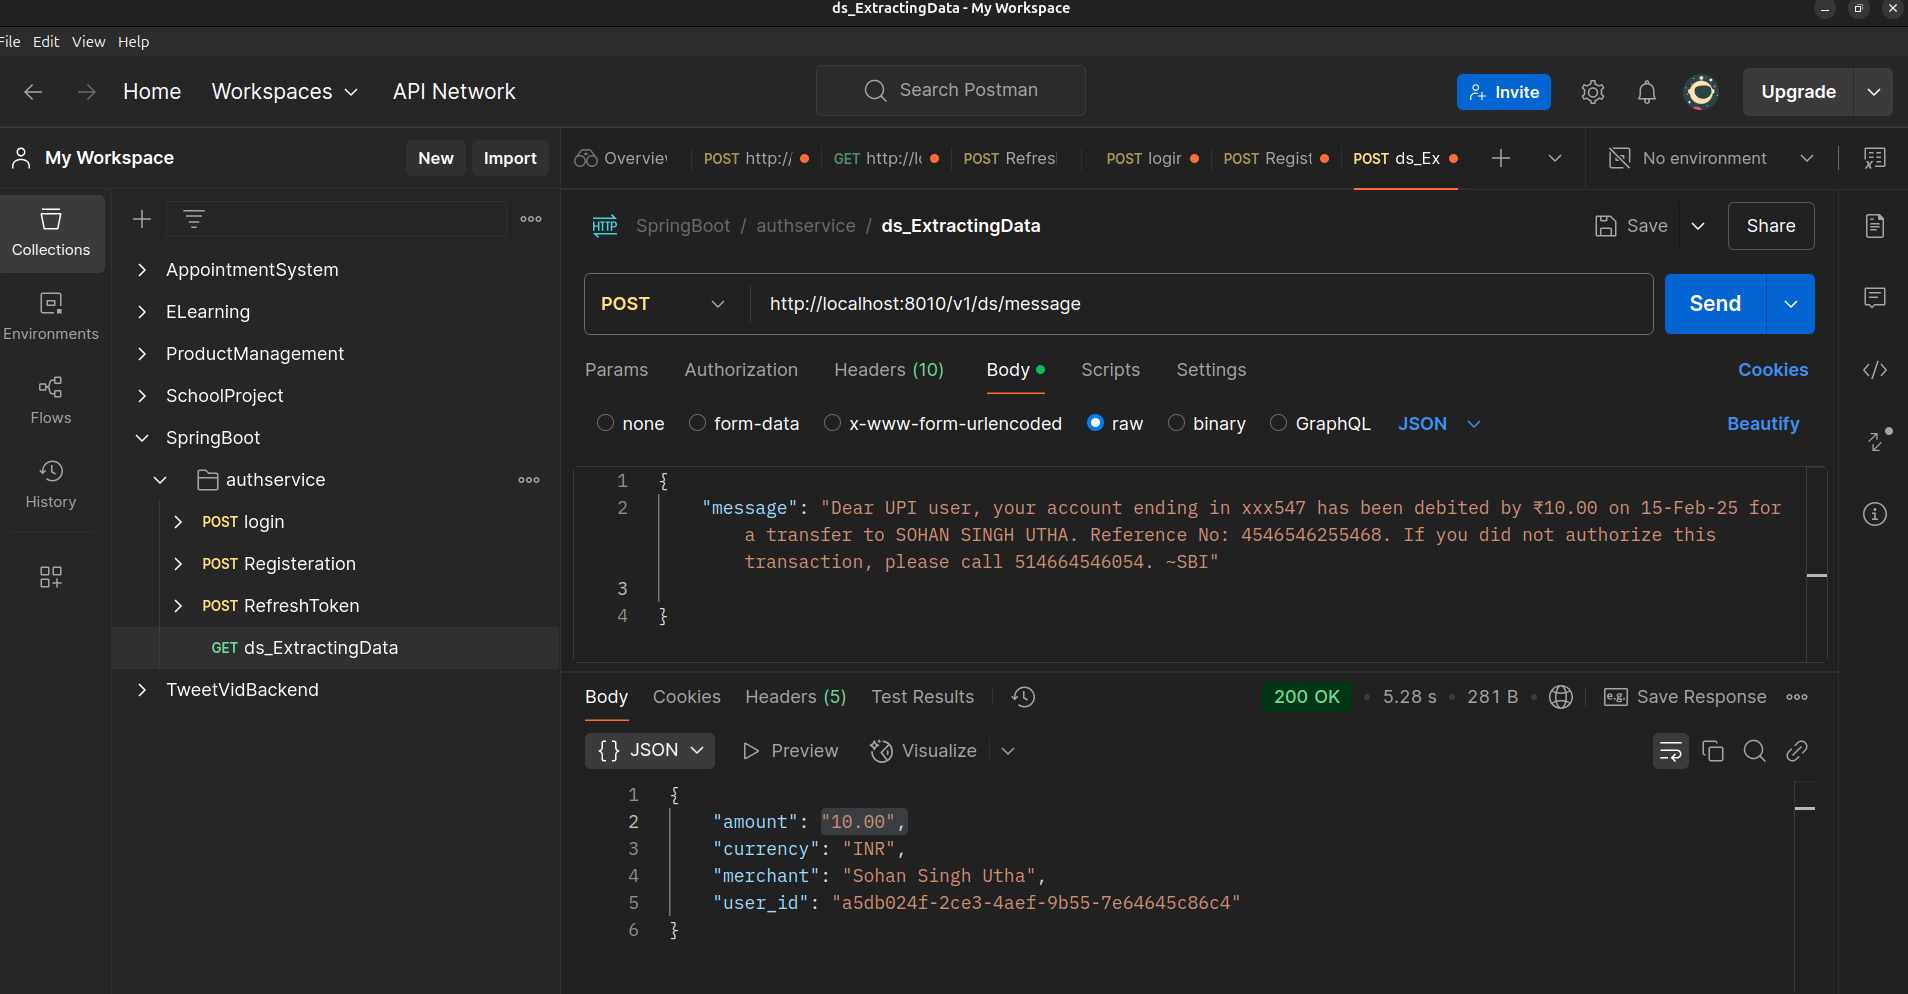 ds_ExtractingData - My Workspace
File Edit View Help
Home Workspaces API Network Search Postman Invite Upgrade
My Workspace New Import
Overview POST http:// GET http://lo POST Refres POST login POST Regist POST ds_Ex No environment
Collections
Environments
Flows
History
AppointmentSystem
ELearning
ProductManagement
SchoolProject
SpringBoot
authservice
POST login
POST Registeration
POST RefreshToken
GET ds_ExtractingData
TweetVidBackend
HTTP SpringBoot / authservice / ds_ExtractingData Save Share
POST http://localhost:8010/v1/ds/message Send
Params Authorization Headers (10) Body Scripts Settings Cookies
none form-data x-www-form-urlencoded raw binary GraphQL JSON Beautify
1 {
2 "message": "Dear UPI user, your account ending in xxx547 has been debited by ₹10.00 on 15-Feb-25 for
a transfer to SOHAN SINGH UTHA. Reference No: 4546546255468. If you did not authorize this
transaction, please call 514664546054. ~SBI"
3
4 }
Body Cookies Headers (5) Test Results 200 OK 5.28 s 281 B e.g. Save Response
{} JSON Preview Visualize
1 {
2 "amount": "10.00",
3 "currency": "INR",
4 "merchant": "Sohan Singh Utha",
5 "user_id": "a5db024f-2ce3-4aef-9b55-7e64645c86c4"
6 }